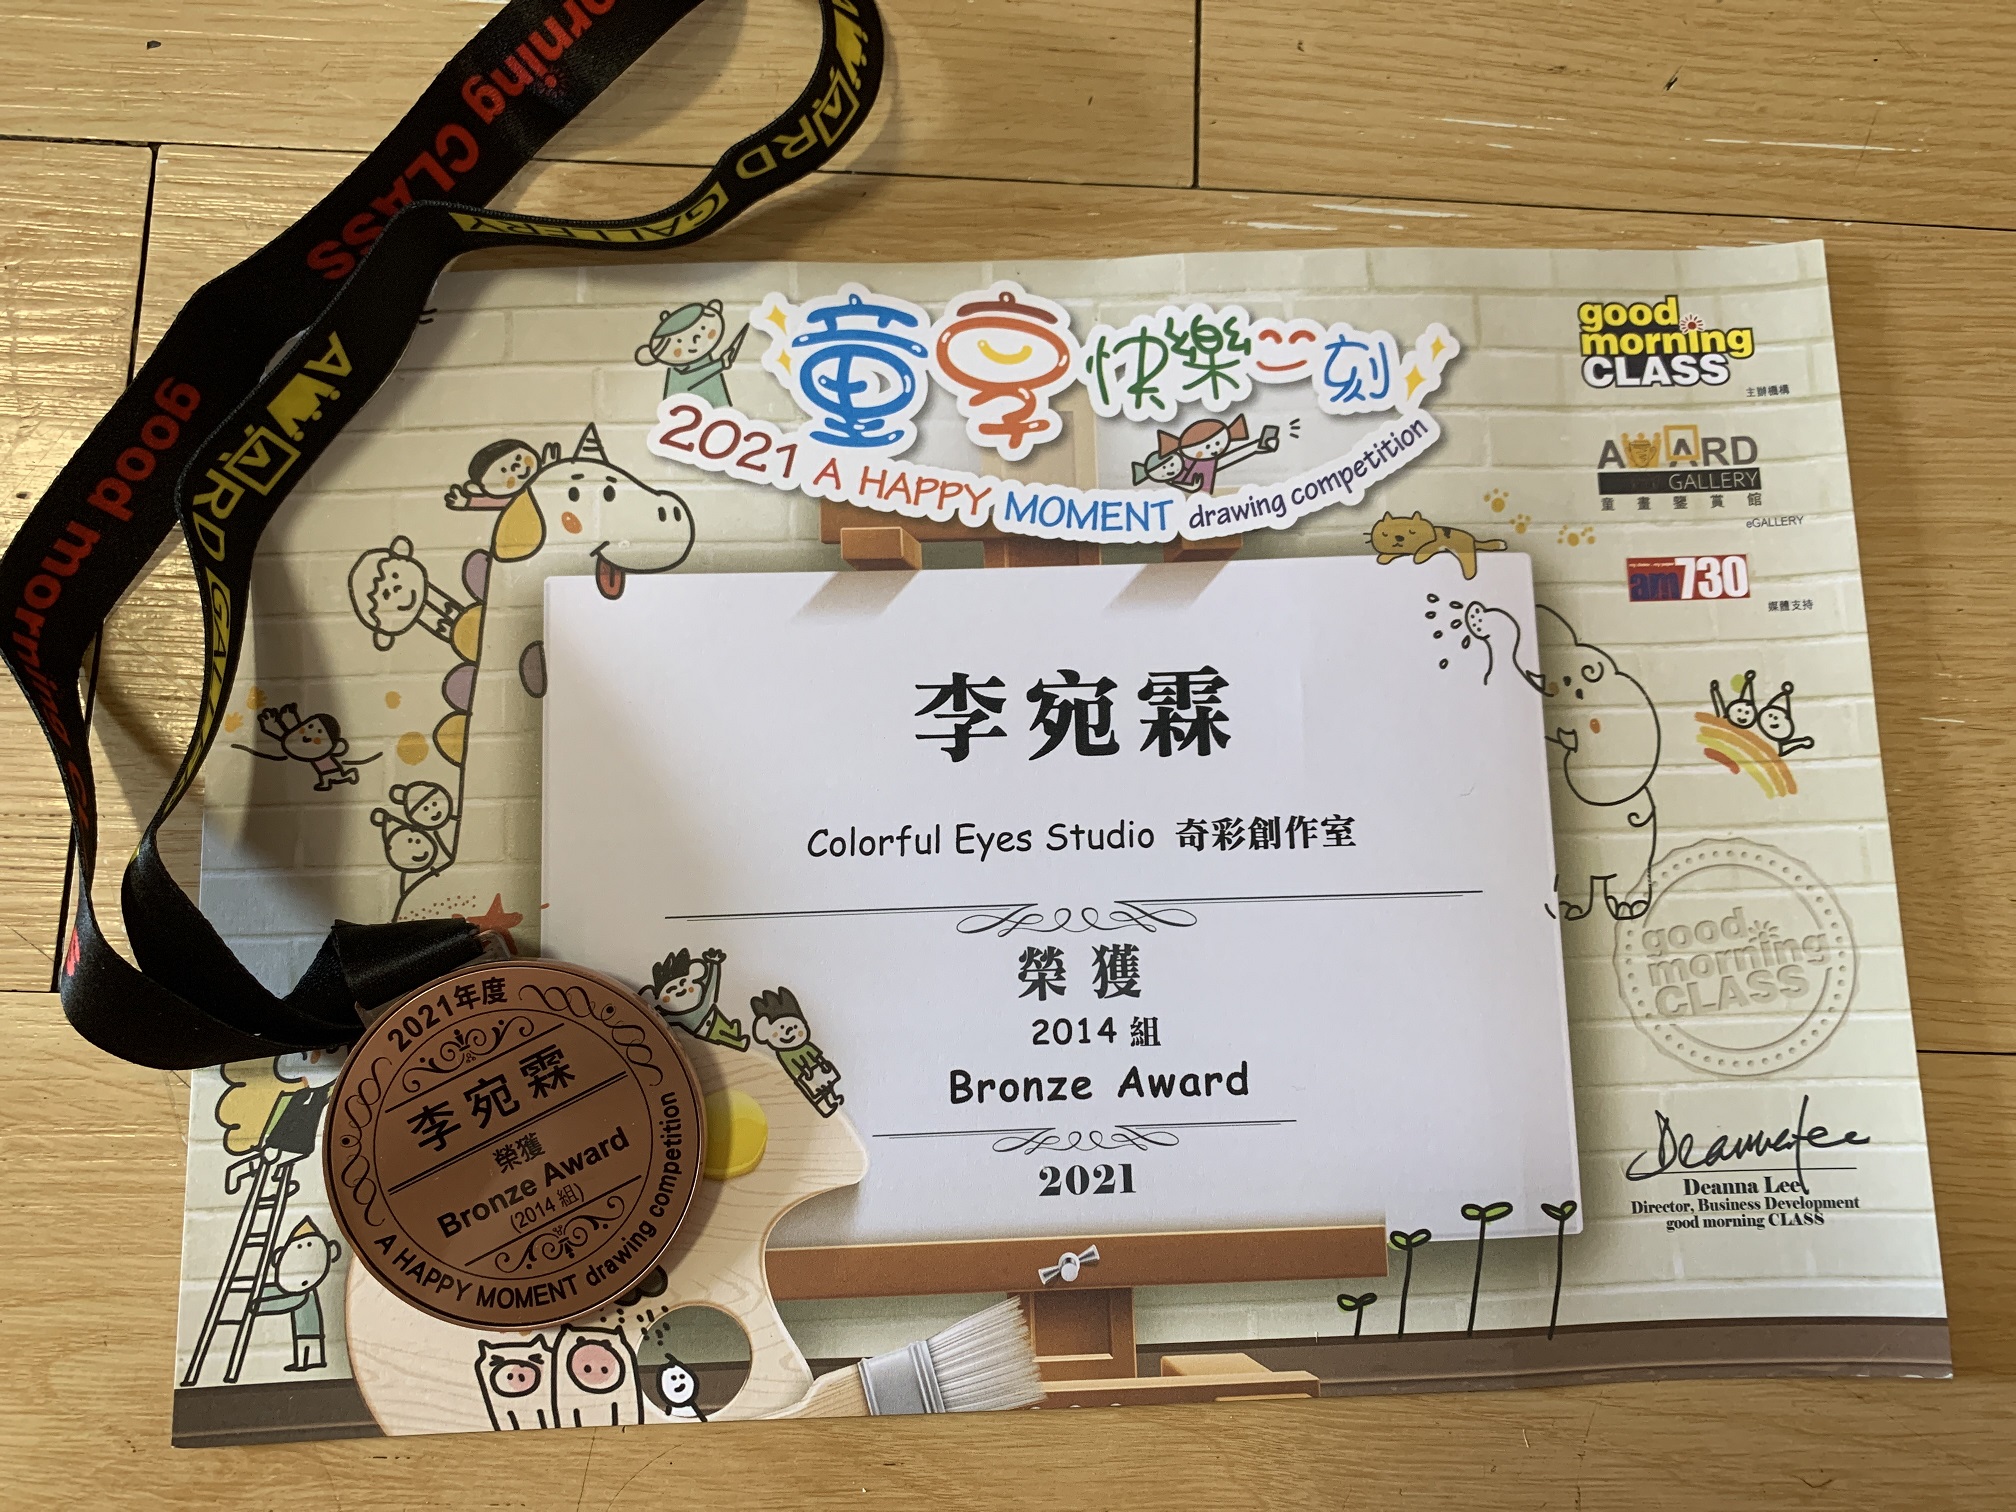 good morning CLASS
AWARD GALLERY
童享快樂一刻
2021 A HAPPY MOMENT drawing competition
good
morning
CLASS
主辦機構
AWARD
GALLERY
童畫鑒賞館
eGALLERY
am730
媒體支持
李宛霖
Colorful Eyes Studio 奇彩創作室
榮獲
2014 組
Bronze Award
2021
good
morning
CLASS
Deanna Lee
Director, Business Development
good morning CLASS
2021年度
李宛霖
榮獲
Bronze Award
(2014 組)
A HAPPY MOMENT drawing competition